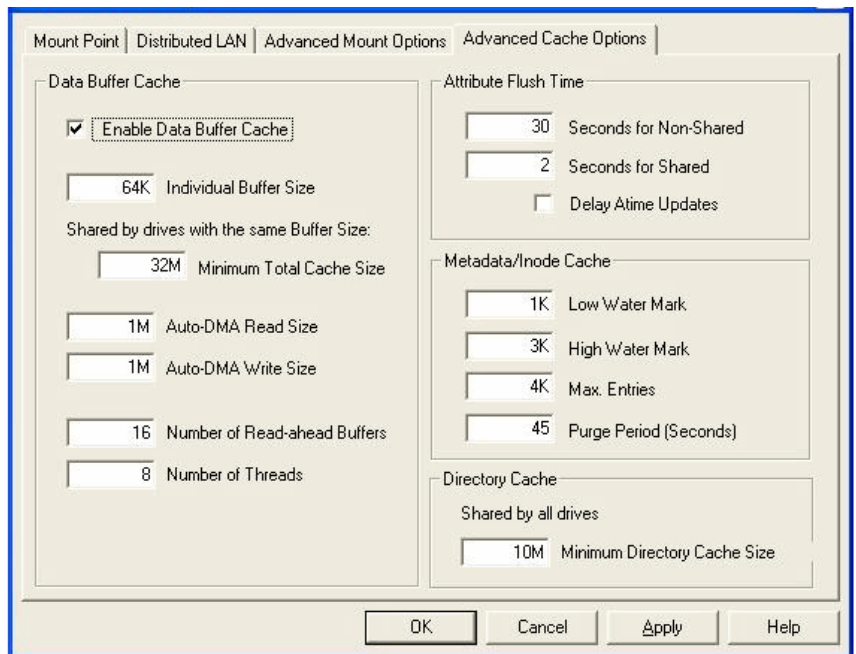 Mount Point
Distributed LAN
Advanced Mount Options
Advanced Cache Options
Data Buffer Cache
Enable Data Buffer Cache
64K Individual Buffer Size
Shared by drives with the same Buffer Size:
32M Minimum Total Cache Size
1M Auto-DMA Read Size
1M Auto-DMA Write Size
16 Number of Read-ahead Buffers
8 Number of Threads
Attribute Flush Time
30 Seconds for Non-Shared
2 Seconds for Shared
Delay Atime Updates
Metadata/Inode Cache
1K Low Water Mark
3K High Water Mark
4K Max. Entries
45 Purge Period (Seconds)
Directory Cache
Shared by all drives
10M Minimum Directory Cache Size
OK
Cancel
Apply
Help